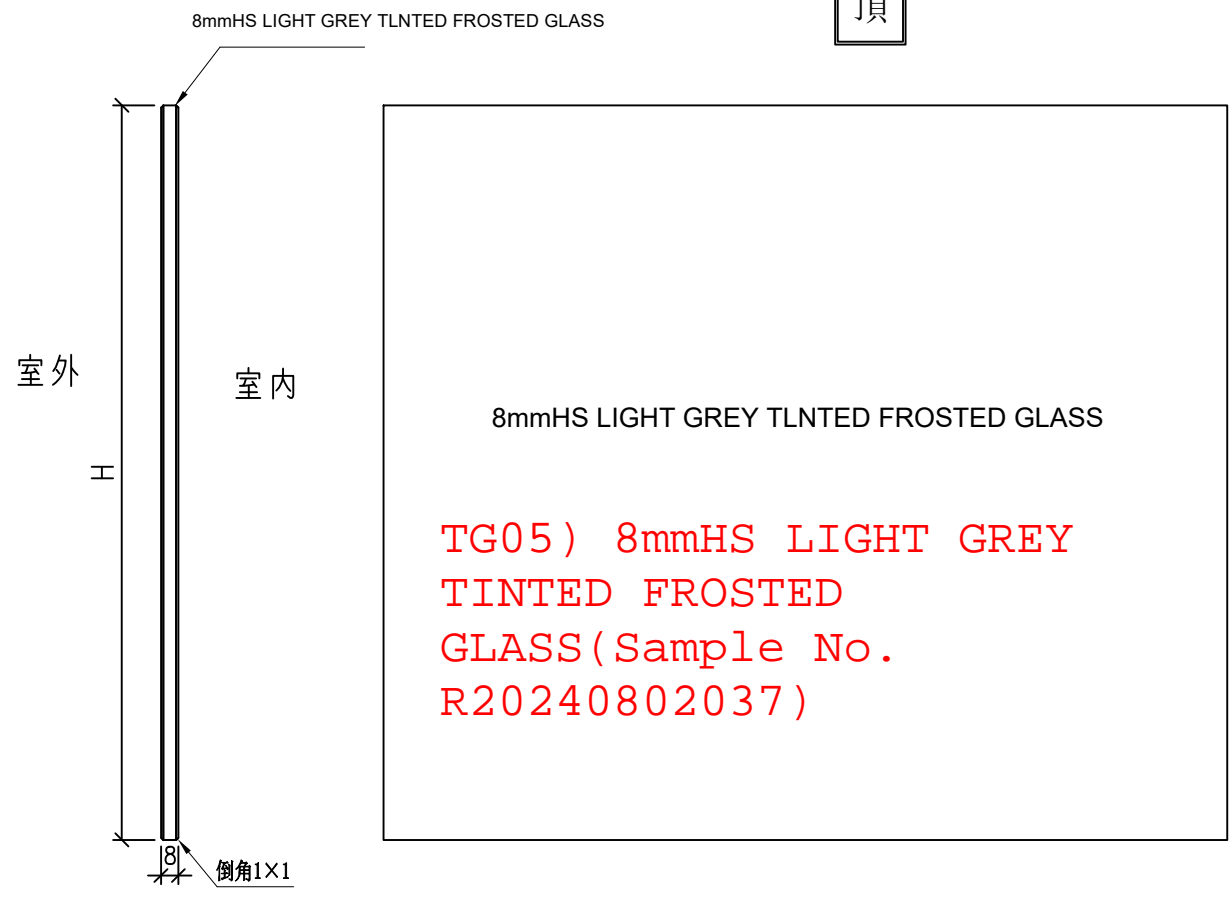 8mmHS LIGHT GREY TLNTED FROSTED GLASS
頂
室外
室内
H
8mmHS LIGHT GREY TLNTED FROSTED GLASS
TG05) 8mmHS LIGHT GREY
TINTED FROSTED
GLASS(Sample No.
R20240802037)
8
倒角1×1